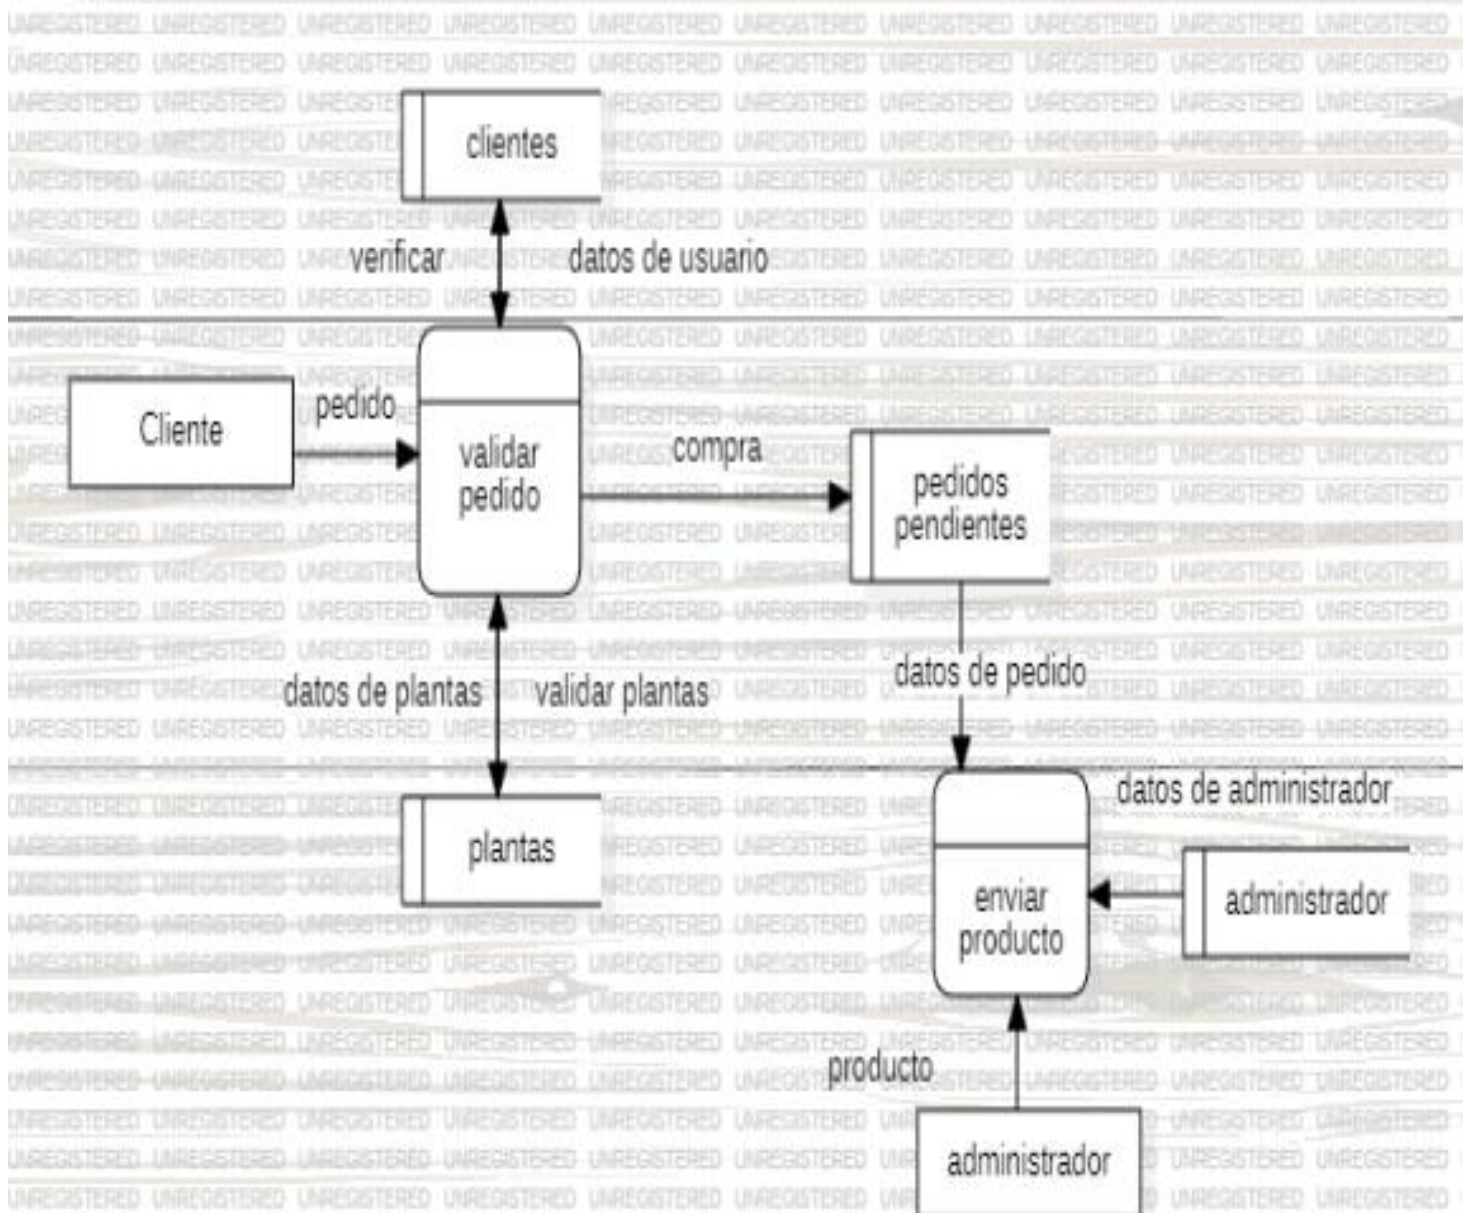 clientes
verificar
datos de usuario
Cliente
pedido
validar
pedido
compra
pedidos
pendientes
datos de plantas
validar plantas
datos de pedido
plantas
datos de administrador
enviar
producto
administrador
producto
administrador
UNREGISTERED